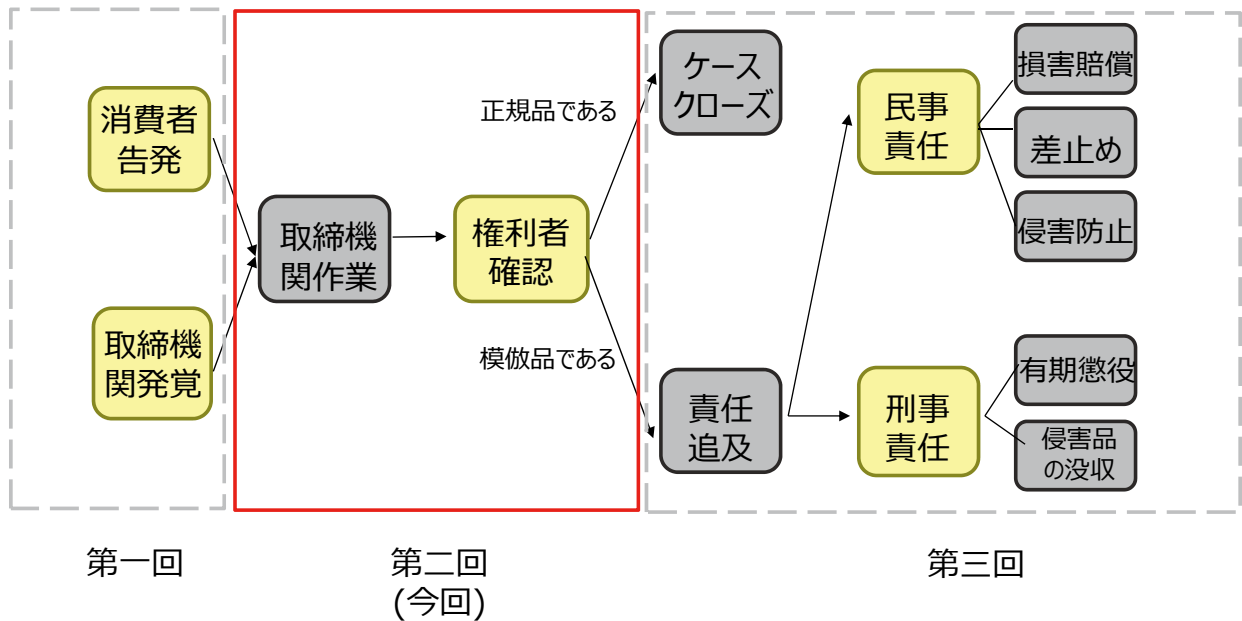 消費者
告発
取締機
関発覚
取締機
関作業
権利者
確認
正規品である
模倣品である
ケース
クローズ
責任
追及
民事
責任
損害賠償
差止め
侵害防止
刑事
責任
有期懲役
侵害品
の没収
第一回
第二回
(今回)
第三回